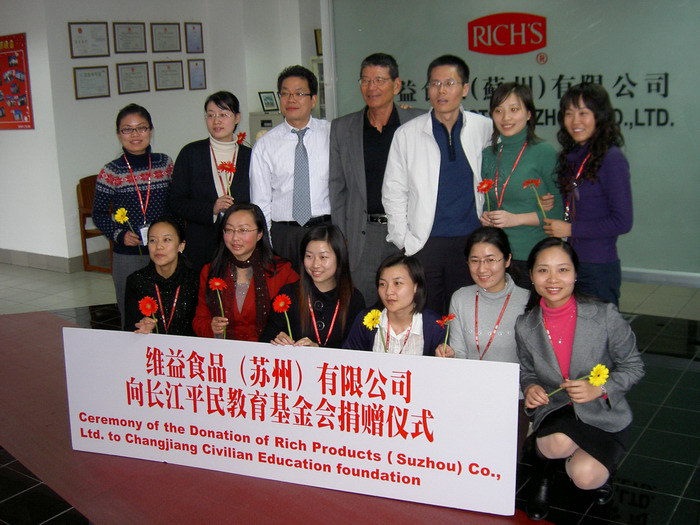 RICH'S
®
益 (蘇州)有限公司
CO.,LTD.
维益食品（苏州）有限公司
向长江平民教育基金会捐赠仪式
Ceremony of the Donation of Rich Products ( Suzhou) Co.,
Ltd. to Changjiang Civilian Education foundation